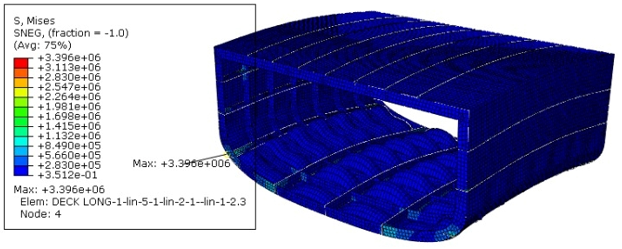 S, Mises
SNEG, (fraction = -1.0)
(Avg: 75%)
+3.396e+06
+3.113e+06
+2.830e+06
+2.547e+06
+2.264e+06
+1.981e+06
+1.698e+06
+1.415e+06
+1.132e+06
+8.490e+05
+5.660e+05
+2.830e+05
+3.512e-01
Max: +3.396e+06
Elem: DECK LONG-1-lin-5-1-lin-2-1--lin-1-2.3
Node: 4
Max: +3.396e+006